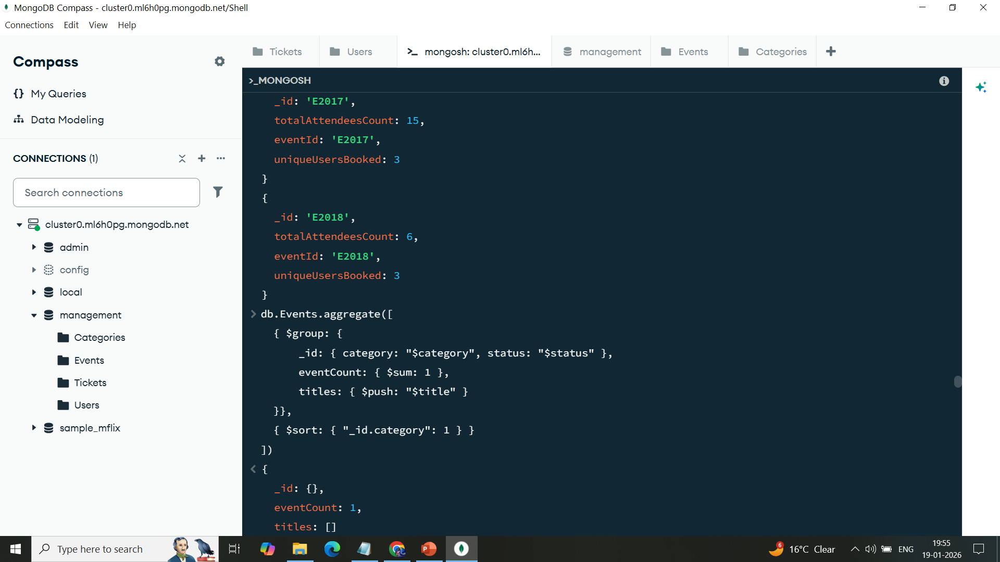 MongoDB Compass - cluster0.ml6h0pg.mongodb.net/Shell
Connections Edit View Help
Compass
My Queries
Data Modeling
CONNECTIONS (1)
Search connections
cluster0.ml6h0pg.mongodb.net
admin
config
local
management
Categories
Events
Tickets
Users
sample_mflix
Tickets Users mongosh: cluster0.ml6h... management Events Categories
>_MONGOSH
_id: 'E2017',
totalAttendeesCount: 15,
eventId: 'E2017',
uniqueUsersBooked: 3
}
{
_id: 'E2018',
totalAttendeesCount: 6,
eventId: 'E2018',
uniqueUsersBooked: 3
}
> db.Events.aggregate([
{ $group: {
_id: { category: "$category", status: "$status" },
eventCount: { $sum: 1 },
titles: { $push: "$title" }
}},
{ $sort: { "_id.category": 1 } }
])
< {
_id: {},
eventCount: 1,
titles: []
Type here to search
6
16°C Clear
ENG
19:55
19-01-2026